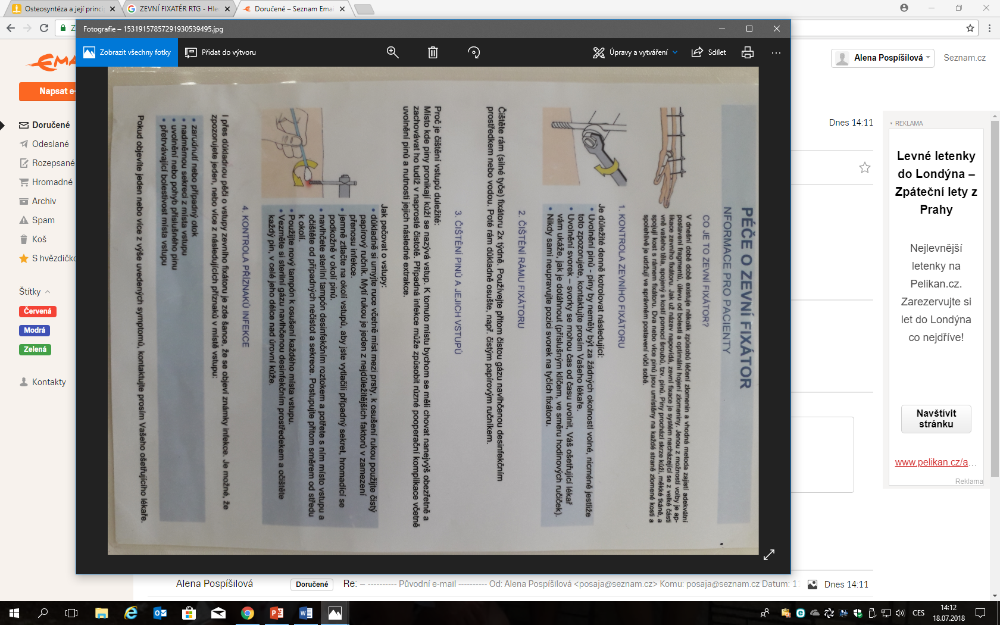 Osteosyntéza a její princip
ZEVNÍ FIXATÉR RTG - Hled
Doručené – Seznam Emai
Fotografie – 15319157857291930539495.jpg
Zobrazit všechny fotky
Přidat do výtvoru
Úpravy a vytváření
Sdílet
Alena Pospíšilová
Seznam.cz
Napsat e-
Doručené
Odeslané
Rozepsané
Hromadné
Archiv
Spam
Koš
S hvězdičko
Štítky
Červená
Modrá
Zelená
Kontakty
PÉČE O ZEVNÍ FIXÁTOR
NFORMACE PRO PACIENTY
CO JE TO ZEVNÍ FIXÁTOR?
V dnešní době době existuje několik způsobů léčení zlomenin a vhodná metoda zajistí adekvátní
postavení fragmentů, úlevu od bolesti a optimální hojení zlomeniny. Jenou z možností volby je ap-
likace zevního fixátoru. Jak už název napovídá, zevní fixace je systém nacházející se z velké části
vně vašeho těla, spojený s kostí pomocí šroubů, tzv. pinů. Piny prochází skrze kůži, měkké tkáně, a
spojují kost s rámem fixátoru. Dva nebo více pinů jsou umístěny na každé straně zlomené kosti a
spolehlivě je udržují ve správném postavení vůči sobě.
1. KONTROLA ZEVNÍHO FIXÁTORU
Je důležité denně kontrolovat následující:
• Uvolnění pinů - piny by neměly být za žádných okolností volné, nicméně jestliže
toto zpozorujete, kontaktujte prosím Vašeho lékaře.
• Uvolnění svorek – svorky se mohou čas od času uvolnit, Váš ošetřující lékař
vám ukáže, jak je dotáhnout (příslušným klíčem, ve směru hodinových ručiček).
• Nikdy sami neupravujte pozici svorek na tyčích fixátoru.
2. ČIŠTĚNÍ RÁMU FIXÁTORU
Čištěte rám (silné tyče) fixátoru 2x týdně. Používejte přitom čistou gázu navlhčenou desinfekčním
prostředkem nebo vodou. Poté rám důkladně osušte, např. čistým papírovým ručníkem.
3. ČIŠTĚNÍ PINŮ A JEJICH VSTUPŮ
Proč je čištění vstupů důležité:
Místo kde piny pronikají kůží se nazývá vstup. K tomuto místu bychom se měli chovat nanejvýš obezřetně a
zachovávat ho tudíž v naprosté čistotě. Případná infekce může způsobit různé pooperační komplikace včetně
uvolnění pinů a nutnosti jejich následné extrakce.
Jak pečovat o vstupy:
• důkladně si umyjte ruce včetně míst mezi prsty, k osušení rukou použijte čistý
papírový ručník. Mytí rukou je jeden z nejdůležitějších faktorů v zamezení
přenosu infekce.
• jemně ztlačte na okolí vstupů, aby jste vytlačili případný sekret, hromadící se
podkožně v okolí pinů.
• navlhčete sterilní tampón desinfekčním roztokem a potřete s ním místo vstupu a
očištěte od případných nečistot a sekrece. Postupujte přitom směrem od středu
k okolí.
• Použijte nový tampón k osušení každého místa vstupu.
• Vezměte si sterilní gázu navlhčenou desinfekčním prostředekem a očištěte
každý pin, v celé jeho délce nad úrovní kůže.
4. KONTROLA PŘÍZNAKŮ INFEKCE
I přes důkladnou péči o vstupy zevního fixátoru je zde šance, že se objeví známky infekce. Je možné, že
zpozorujete jeden, nebo více z následujících příznaků v místě vstupu:
• zarudnutí nebo případný otok
• nadměrnou sekreci z místa vstupu
• uvolnění nebo pohyb příslušného pinu
• přetrvávající bolestivost místa vstupu
Pokud objevíte jeden nebo více z výše uvedených symptomů, kontaktujte prosím Vašeho ošetřujícího lékaře.
Dnes 14:11
REKLAMA
Levné letenky
do Londýna –
Zpáteční lety z
Prahy
Nejlevnější
letenky na
Pelikan.cz.
Zarezervujte si
let do Londýna
co nejdříve!
Navštívit
stránku
www.pelikan.cz/a...
Reklama
Alena Pospíšilová
Doručené
Re: – ---------- Původní e-mail ---------- Od: Alena Pospíšilová <posaja@seznam.cz> Komu: posaja@seznam.cz Datum: 1
Dnes 14:11
CES
14:12
18.07.2018